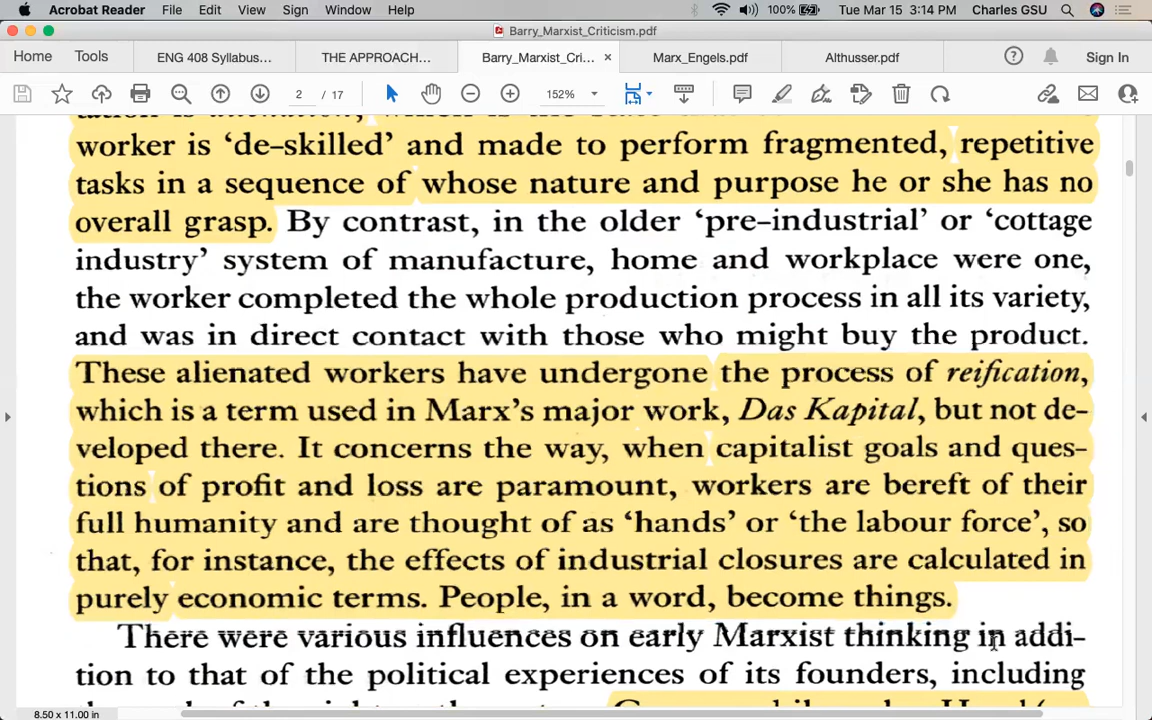 Acrobat Reader File Edit View Sign Window Help 100% Tue Mar 15 3:14 PM Charles GSU
Barry_Marxist_Criticism.pdf
Home Tools ENG 408 Syllabus... THE APPROACH... Barry_Marxist_Cri... × Marx_Engels.pdf Althusser.pdf Sign In
2 / 17 152%
worker is ‘de-skilled’ and made to perform fragmented, repetitive
tasks in a sequence of whose nature and purpose he or she has no
overall grasp. By contrast, in the older ‘pre-industrial’ or ‘cottage
industry’ system of manufacture, home and workplace were one,
the worker completed the whole production process in all its variety,
and was in direct contact with those who might buy the product.
These alienated workers have undergone the process of reification,
which is a term used in Marx’s major work, Das Kapital, but not de-
veloped there. It concerns the way, when capitalist goals and ques-
tions of profit and loss are paramount, workers are bereft of their
full humanity and are thought of as ‘hands’ or ‘the labour force’, so
that, for instance, the effects of industrial closures are calculated in
purely economic terms. People, in a word, become things.
There were various influences on early Marxist thinking in addi-
tion to that of the political experiences of its founders, including
8.50 x 11.00 in